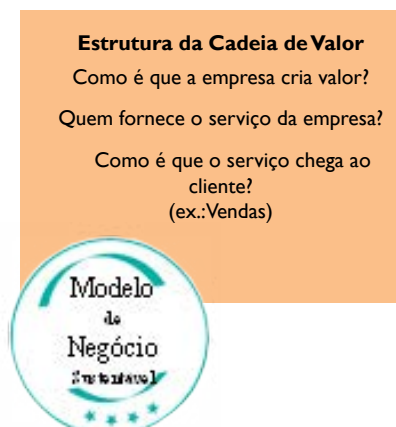 Estrutura da Cadeia de Valor
Como é que a empresa cria valor?
Quem fornece o serviço da empresa?
Como é que o serviço chega ao
cliente?
(ex.:Vendas)
Modelo
de
Negócio
Sustentável